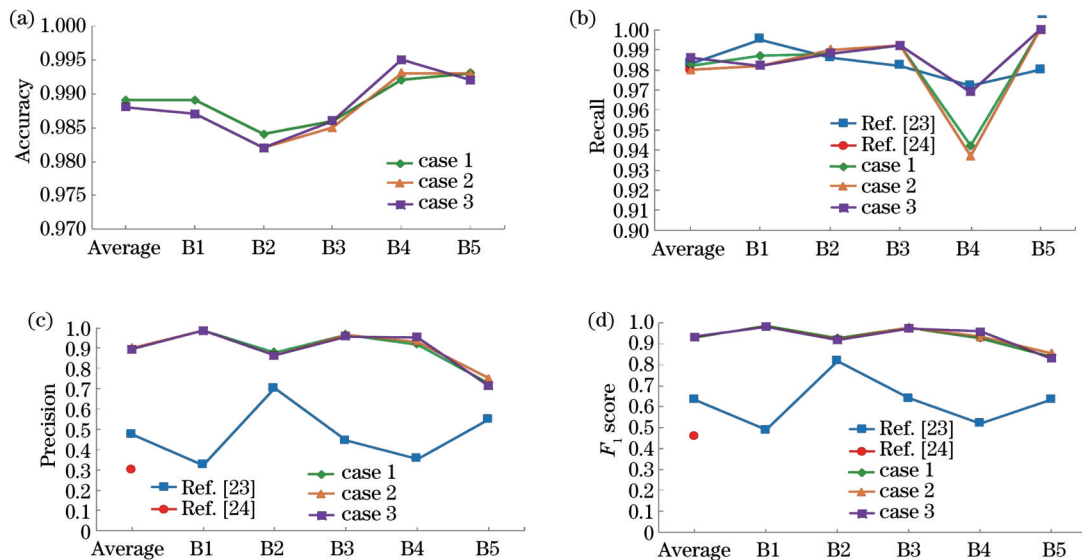 (a)
1.000
0.995
0.990
0.985
0.980
0.975
0.970
Accuracy
case 1
case 2
case 3
Average B1 B2 B3 B4 B5
(b)
1.00
0.99
0.98
0.97
0.96
0.95
0.94
0.93
0.92
0.91
0.90
Recall
Ref. [23]
Ref. [24]
case 1
case 2
case 3
Average B1 B2 B3 B4 B5
(c)
1.0
0.9
0.8
0.7
0.6
0.5
0.4
0.3
0.2
0.1
0
Precision
Ref. [23]
Ref. [24]
case 1
case 2
case 3
Average B1 B2 B3 B4 B5
(d)
1.0
0.9
0.8
0.7
0.6
0.5
0.4
0.3
0.2
0.1
0
F1 score
Ref. [23]
Ref. [24]
case 1
case 2
case 3
Average B1 B2 B3 B4 B5